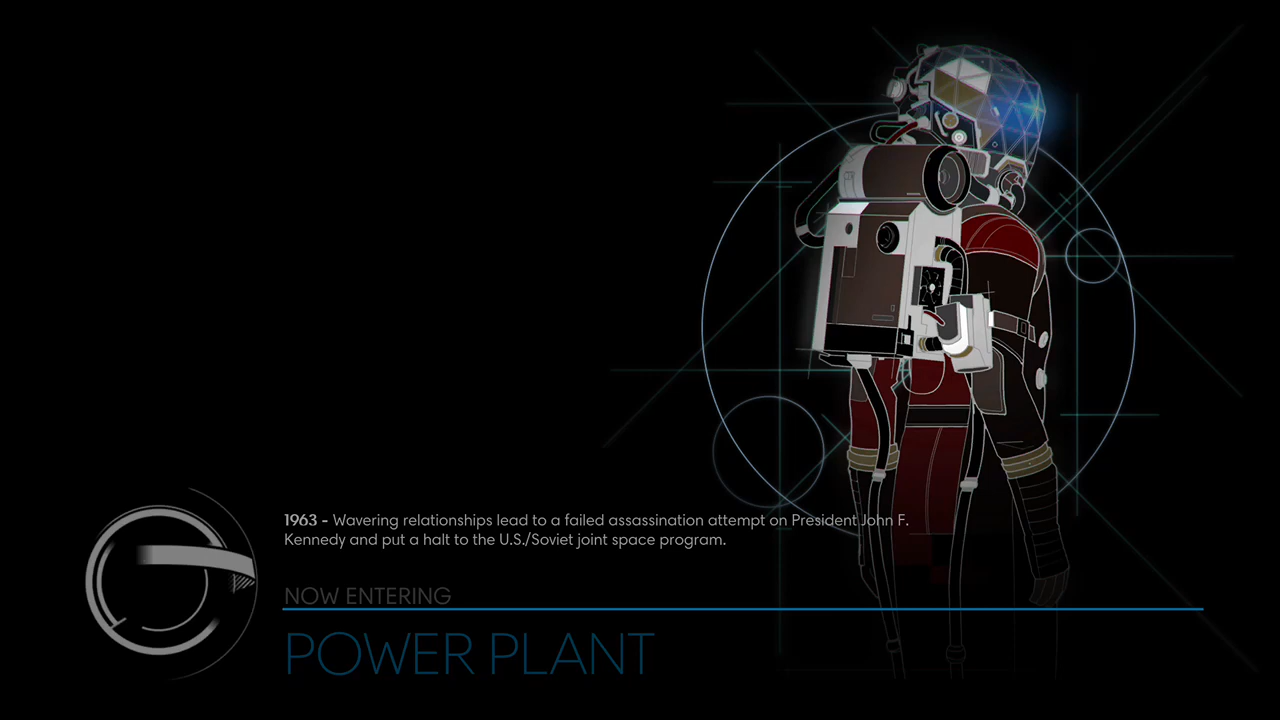 1963 - Wavering relationships lead to a failed assassination attempt on President John F.
Kennedy and put a halt to the U.S./Soviet joint space program.
NOW ENTERING
POWER PLANT